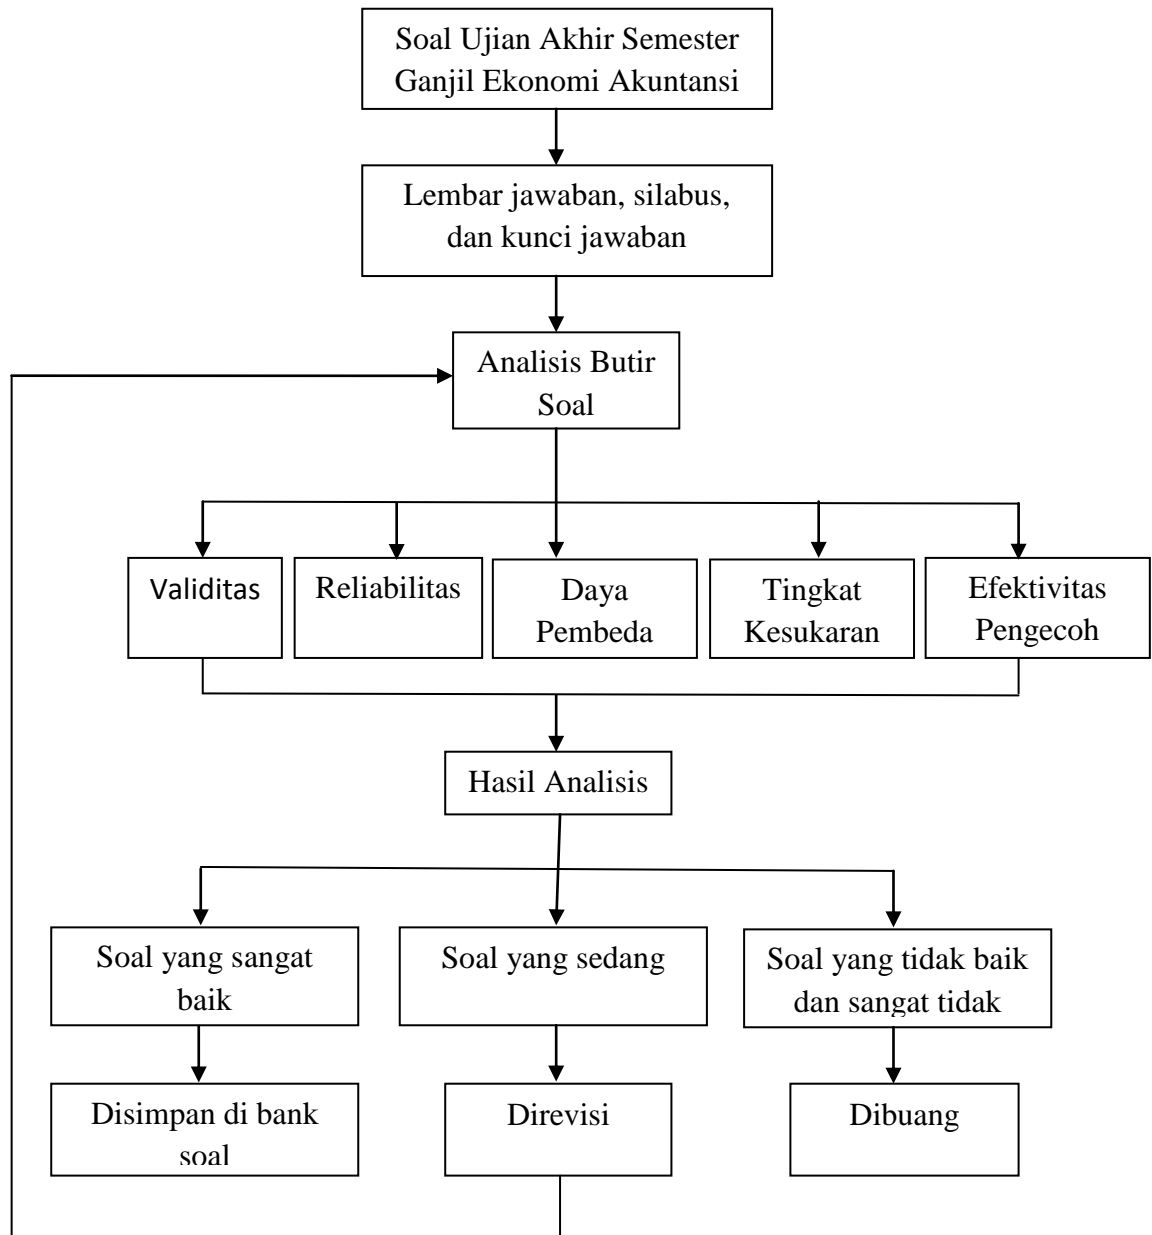 Soal Ujian Akhir Semester
Ganjil Ekonomi Akuntansi
Lembar jawaban, silabus,
dan kunci jawaban
Analisis Butir
Soal
Validitas
Reliabilitas
Daya
Pembeda
Tingkat
Kesukaran
Efektivitas
Pengecoh
Hasil Analisis
Soal yang sangat
baik
Soal yang sedang
Soal yang tidak baik
dan sangat tidak
Disimpan di bank
soal
Direvisi
Dibuang